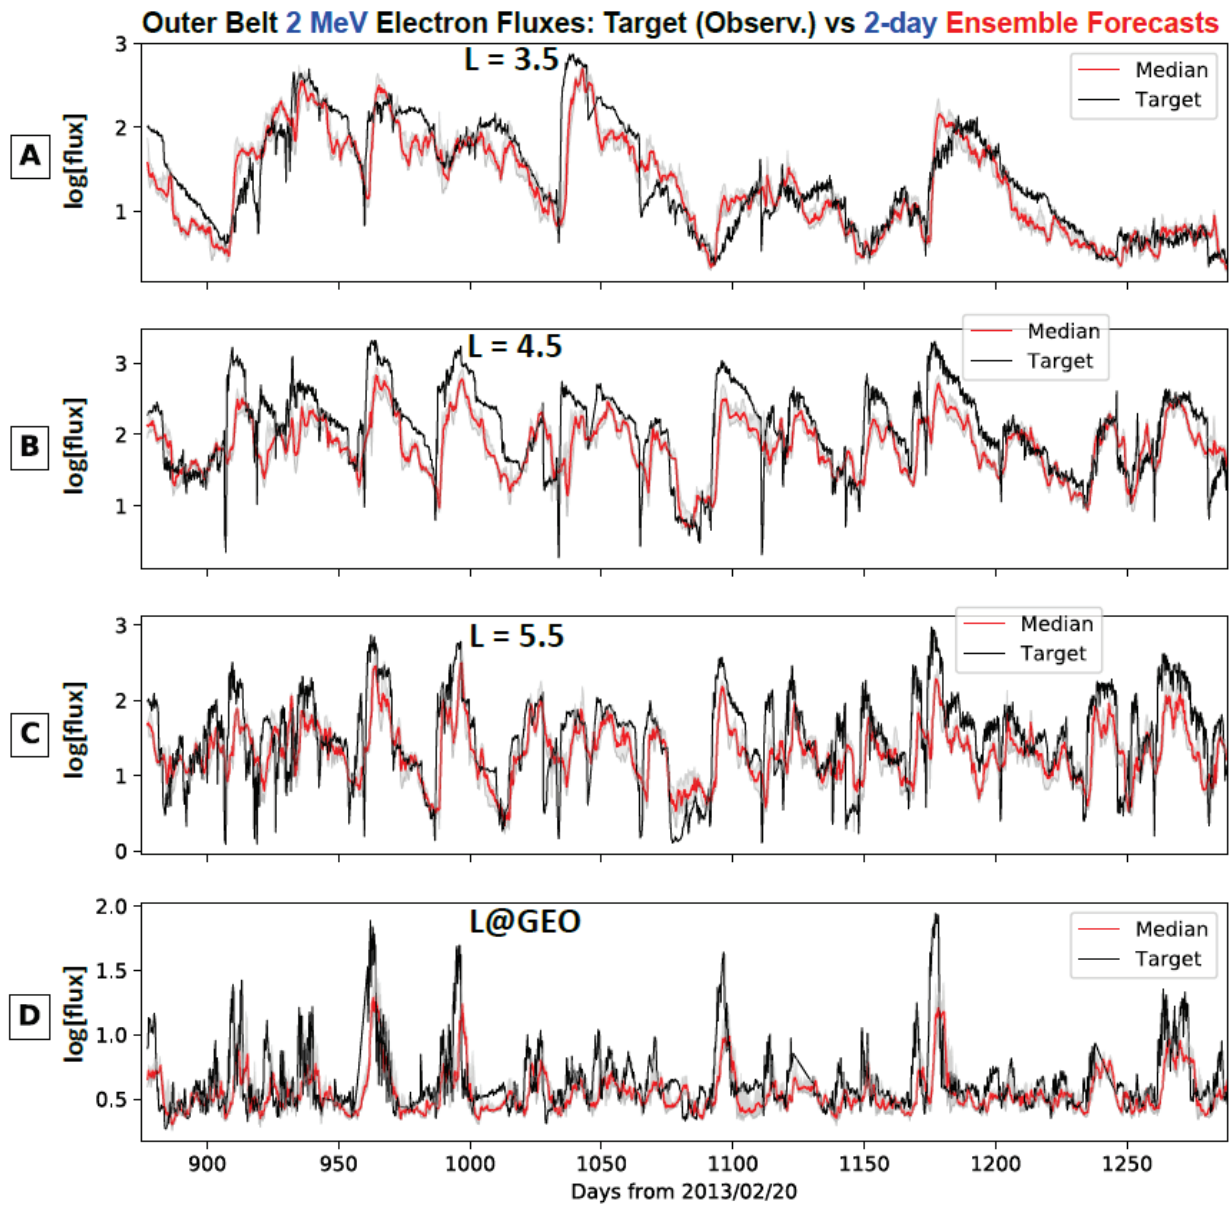 Outer Belt 2 MeV Electron Fluxes: Target (Observ.) vs 2-day Ensemble Forecasts
A
log[flux]
3
2
1
L = 3.5
Median
Target
B
log[flux]
3
2
1
L = 4.5
Median
Target
C
log[flux]
3
2
1
0
L = 5.5
Median
Target
D
log[flux]
2.0
1.5
1.0
0.5
L@GEO
Median
Target
900 950 1000 1050 1100 1150 1200 1250
Days from 2013/02/20